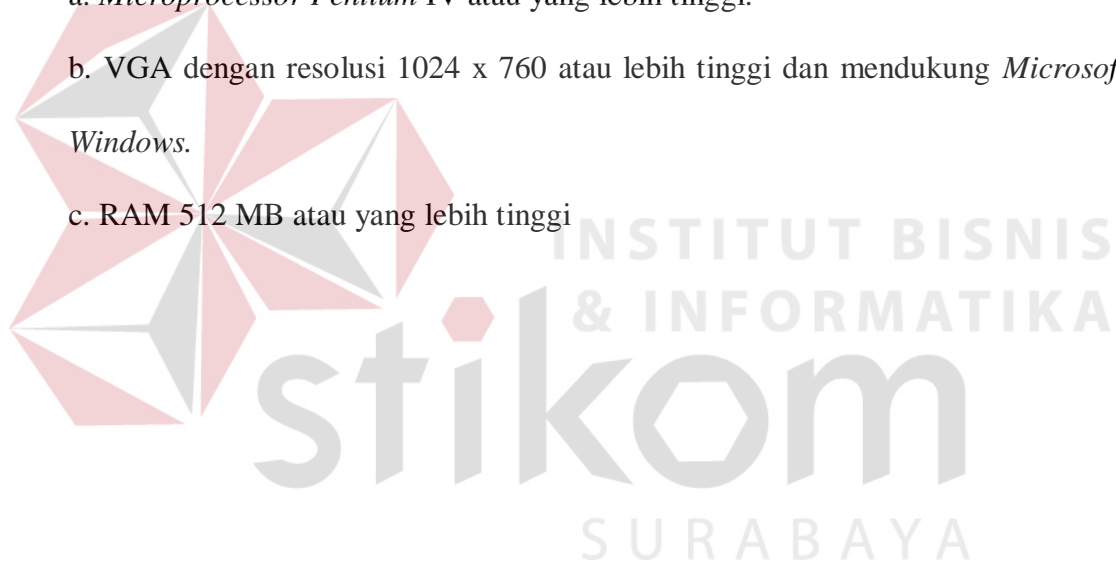 a. Microprocessor Pentium IV atau yang lebih tinggi.
b. VGA dengan resolusi 1024 x 760 atau lebih tinggi dan mendukung Microsof
Windows.
c. RAM 512 MB atau yang lebih tinggi
INSTITUT BISNIS
& INFORMATIKA
stikom
SURABAYA